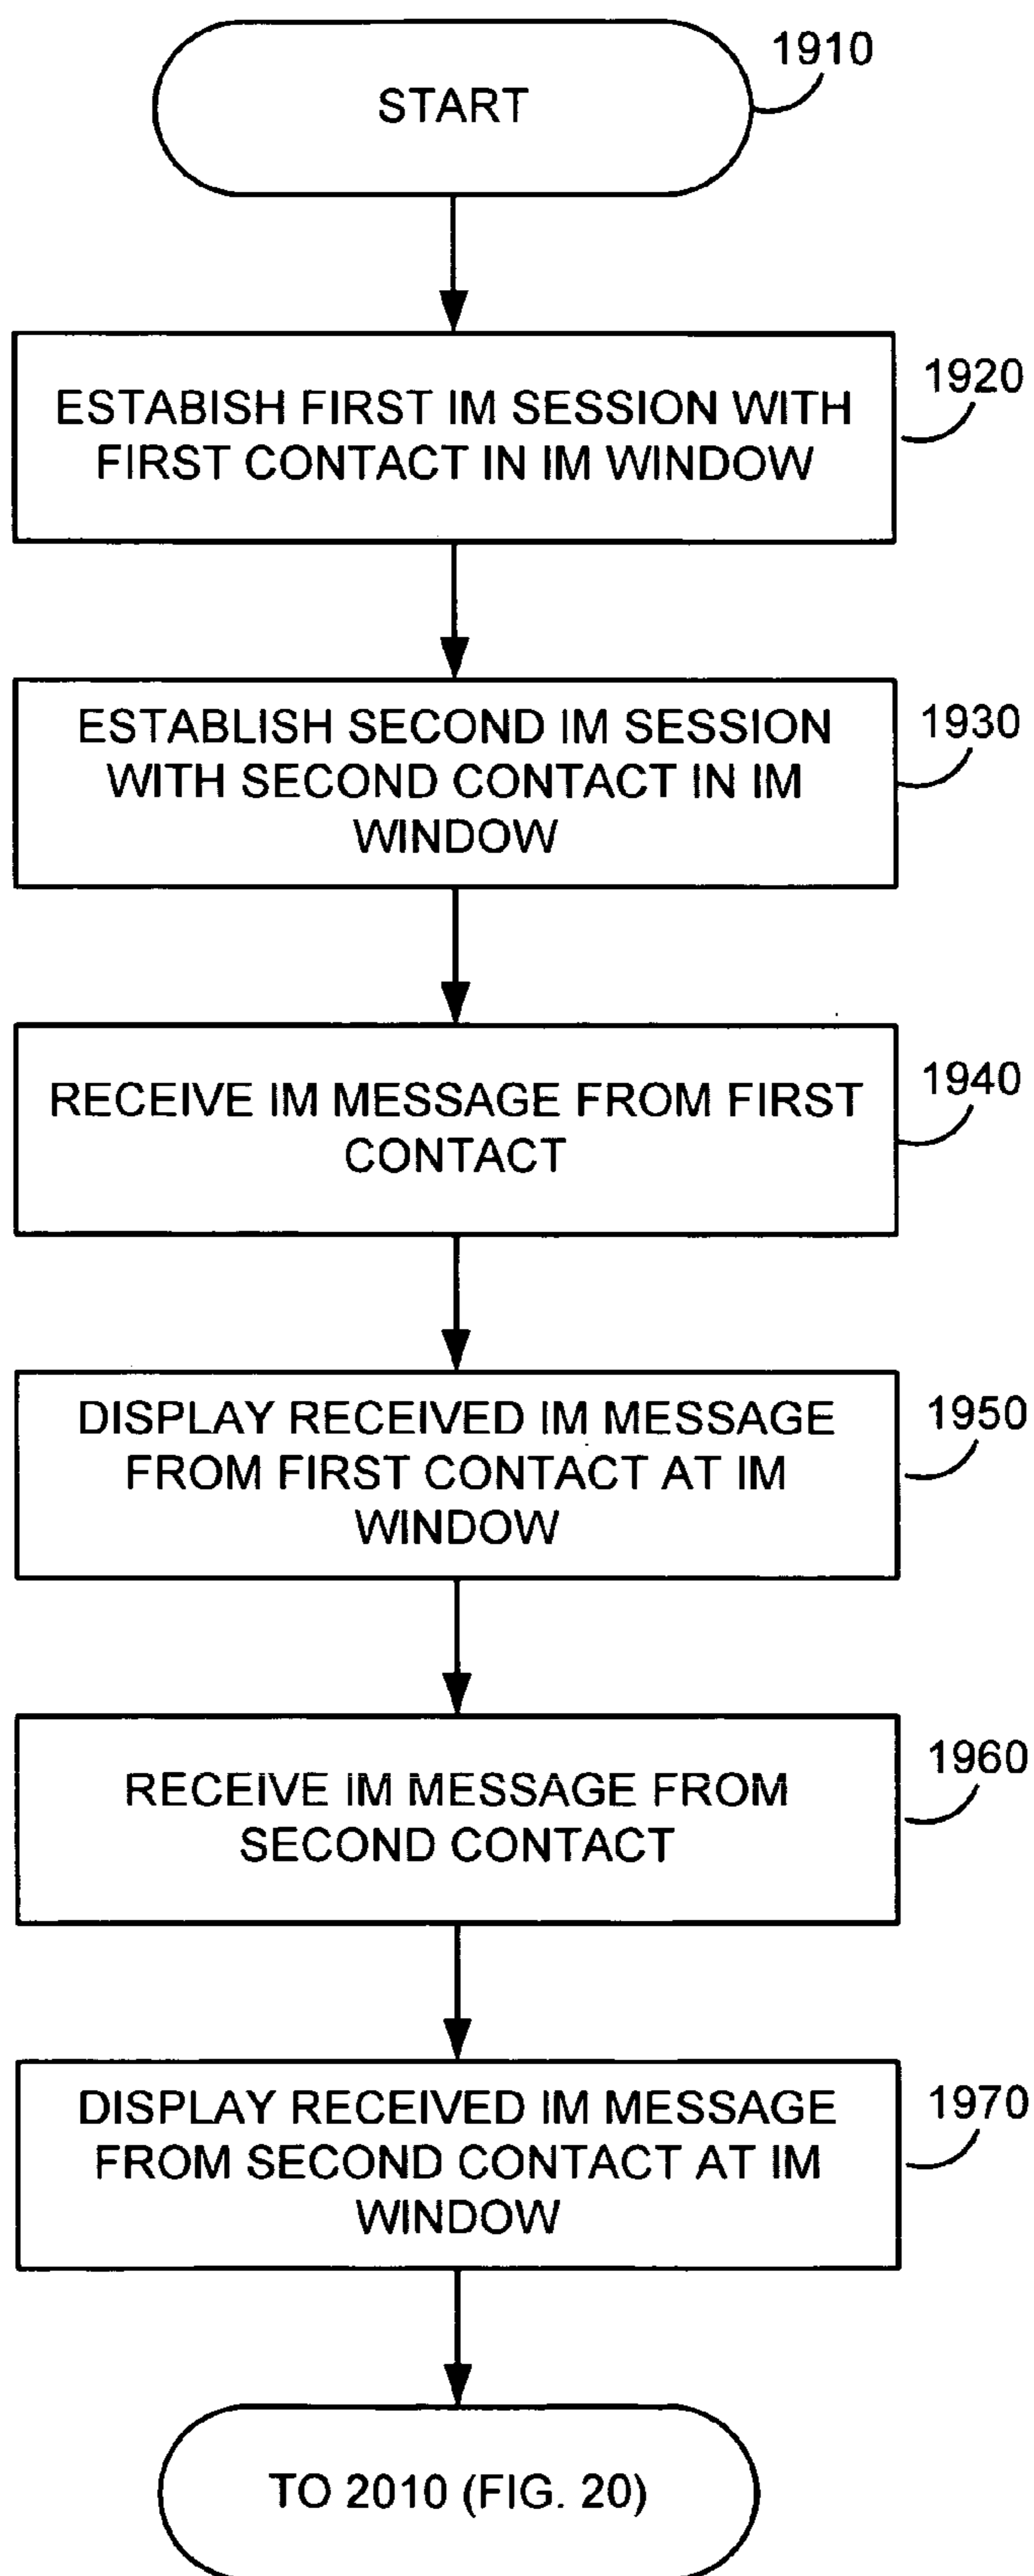 START
1910
ESTABISH FIRST IM SESSION WITH
FIRST CONTACT IN IM WINDOW
1920
ESTABLISH SECOND IM SESSION
WITH SECOND CONTACT IN IM
WINDOW
1930
RECEIVE IM MESSAGE FROM FIRST
CONTACT
1940
DISPLAY RECEIVED IM MESSAGE
FROM FIRST CONTACT AT IM
WINDOW
1950
RECEIVE IM MESSAGE FROM
SECOND CONTACT
1960
DISPLAY RECEIVED IM MESSAGE
FROM SECOND CONTACT AT IM
WINDOW
1970
TO 2010 (FIG. 20)